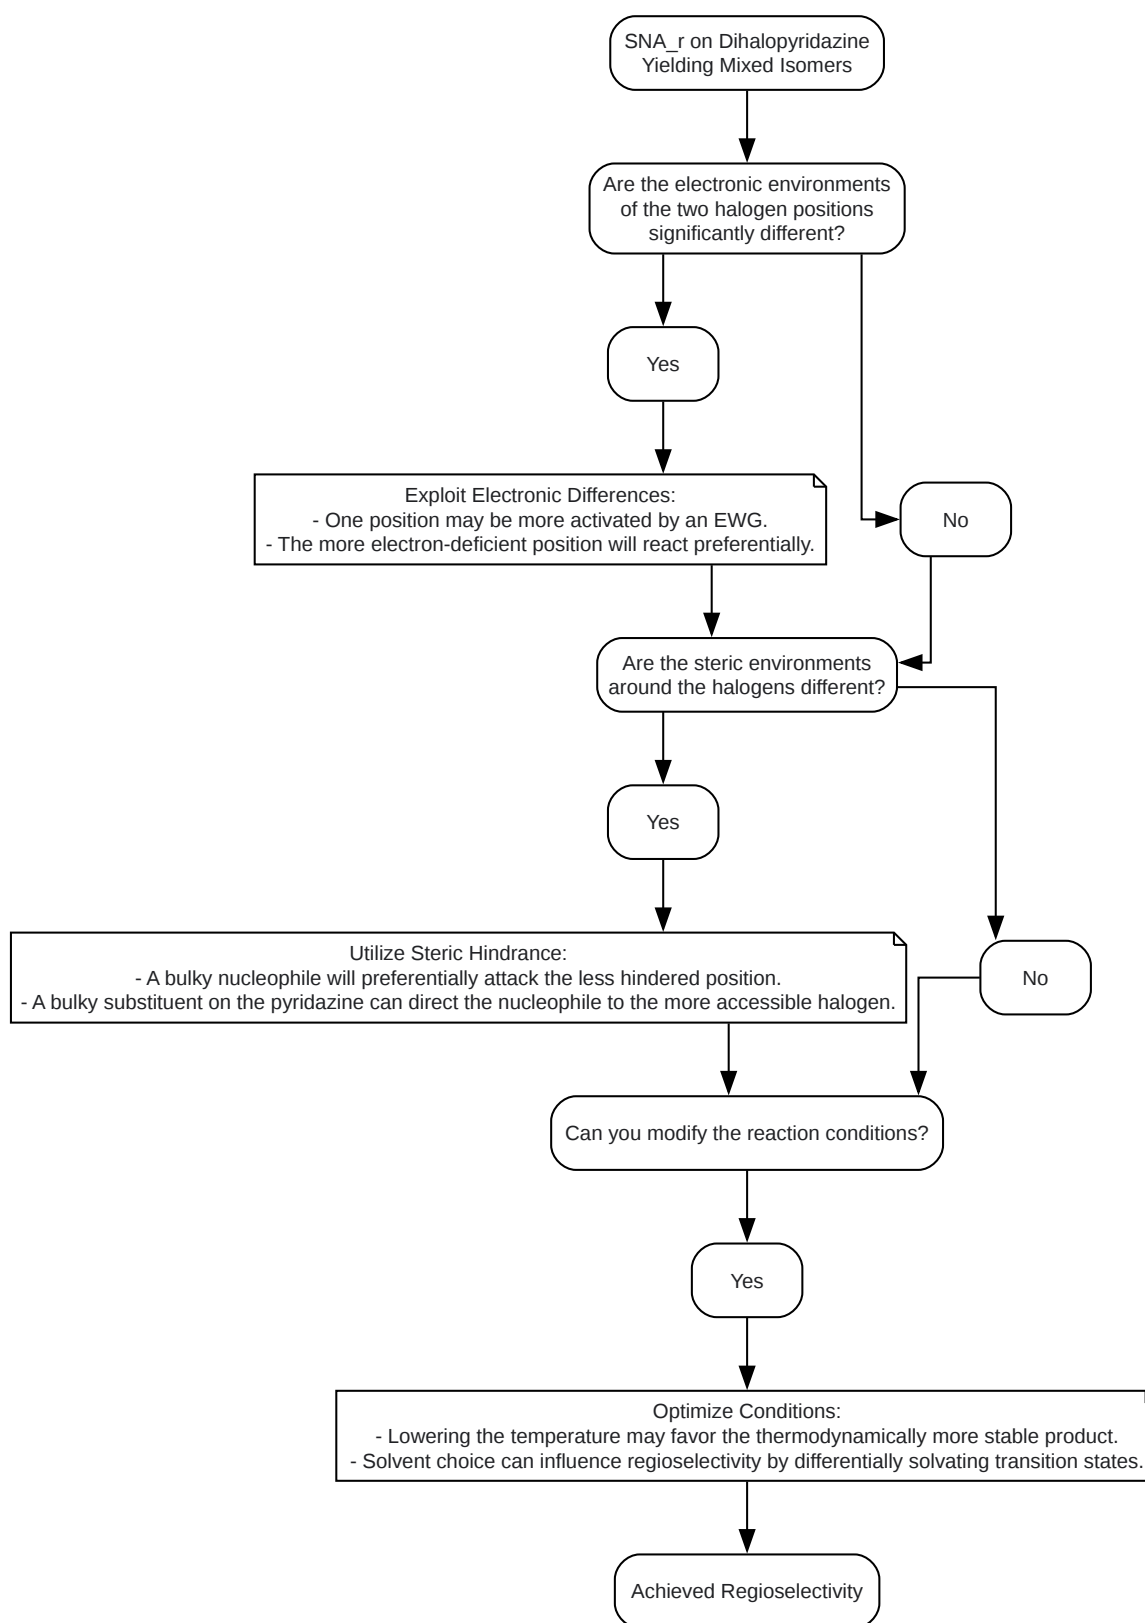 SNA_r on Dihalopyridazine
Yielding Mixed Isomers
Are the electronic environments
of the two halogen positions
significantly different?
Yes
Exploit Electronic Differences:
- One position may be more activated by an EWG.
- The more electron-deficient position will react preferentially.
No
Are the steric environments
around the halogens different?
Yes
Utilize Steric Hindrance:
- A bulky nucleophile will preferentially attack the less hindered position.
- A bulky substituent on the pyridazine can direct the nucleophile to the more accessible halogen.
No
Can you modify the reaction conditions?
Yes
Optimize Conditions:
- Lowering the temperature may favor the thermodynamically more stable product.
- Solvent choice can influence regioselectivity by differentially solvating transition states.
Achieved Regioselectivity